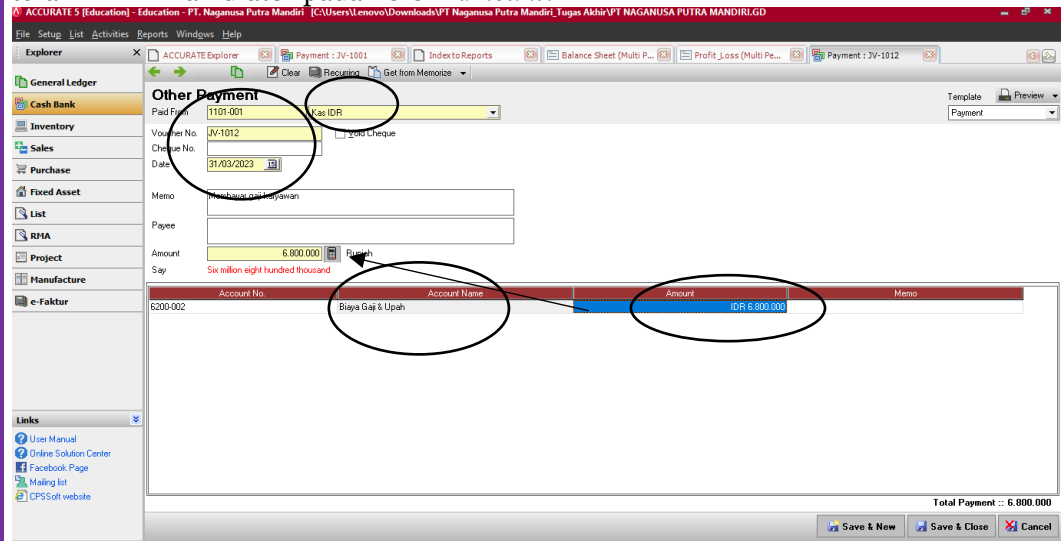 ACCURATE 5 [Education] - Education - PT. Naganusa Putra Mandiri [C:\Users\Lenovo\Downloads\PT Naganusa Putra Mandiri_Tugas Akhir\PT NAGANUSA PUTRA MANDIRI.GD
File Setup List Activities Reports Windows Help
Explorer X
ACCURATE Explorer Payment : JV-1001 Index to Reports Balance Sheet (Multi P... Profit_Loss (Multi Pe... Payment : JV-1012
Clear Recurring Get from Memorize
General Ledger
Cash Bank
Inventory
Sales
Purchase
Fixed Asset
List
RMA
Project
Manufacture
e-Faktur
Other Payment
Template Preview
Paid From 1101-001 Kas IDR Payment
Voucher No. JV-1012 Void Cheque
Cheque No.
Date 31/03/2023 15
Memo Membayar gaji karyawan
Payee
Amount 6.800.000 Rupiah
Say Six million eight hundred thousand
Account No. Account Name Amount Memo
6200-002 Biaya Gaji & Upah IDR 6.800.000
Links
User Manual
Online Solution Center
Facebook Page
Mailing list
CPSSoft website
Total Payment :: 6.800.000
Save & New Save & Close Cancel